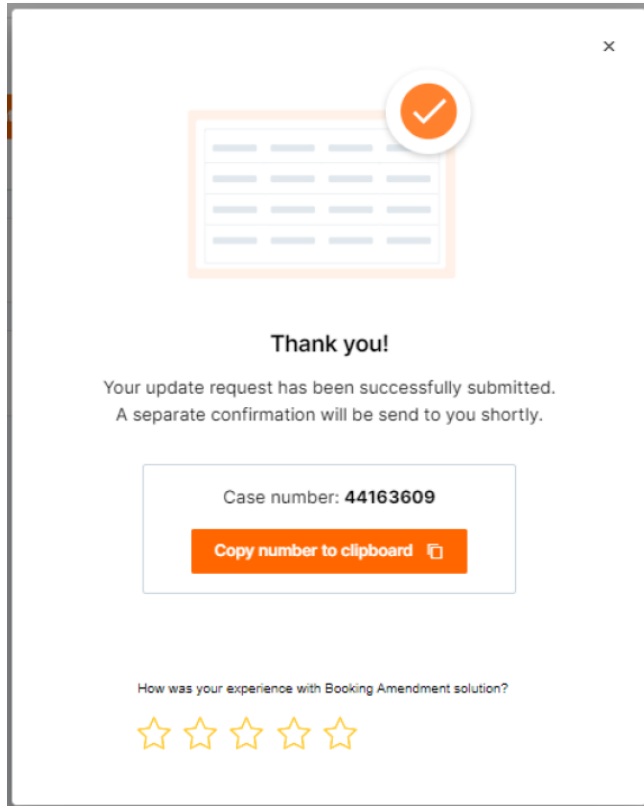 Thank you!
Your update request has been successfully submitted.
A separate confirmation will be send to you shortly.
Case number: 44163609
Copy number to clipboard
How was your experience with Booking Amendment solution?